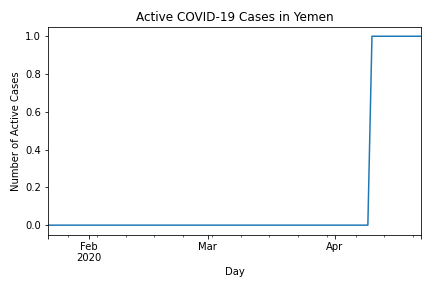 Active COVID-19 Cases in Yemen
Number of Active Cases
1.0
0.8
0.6
0.4
0.2
0.0
Feb
2020
Mar
Apr
Day